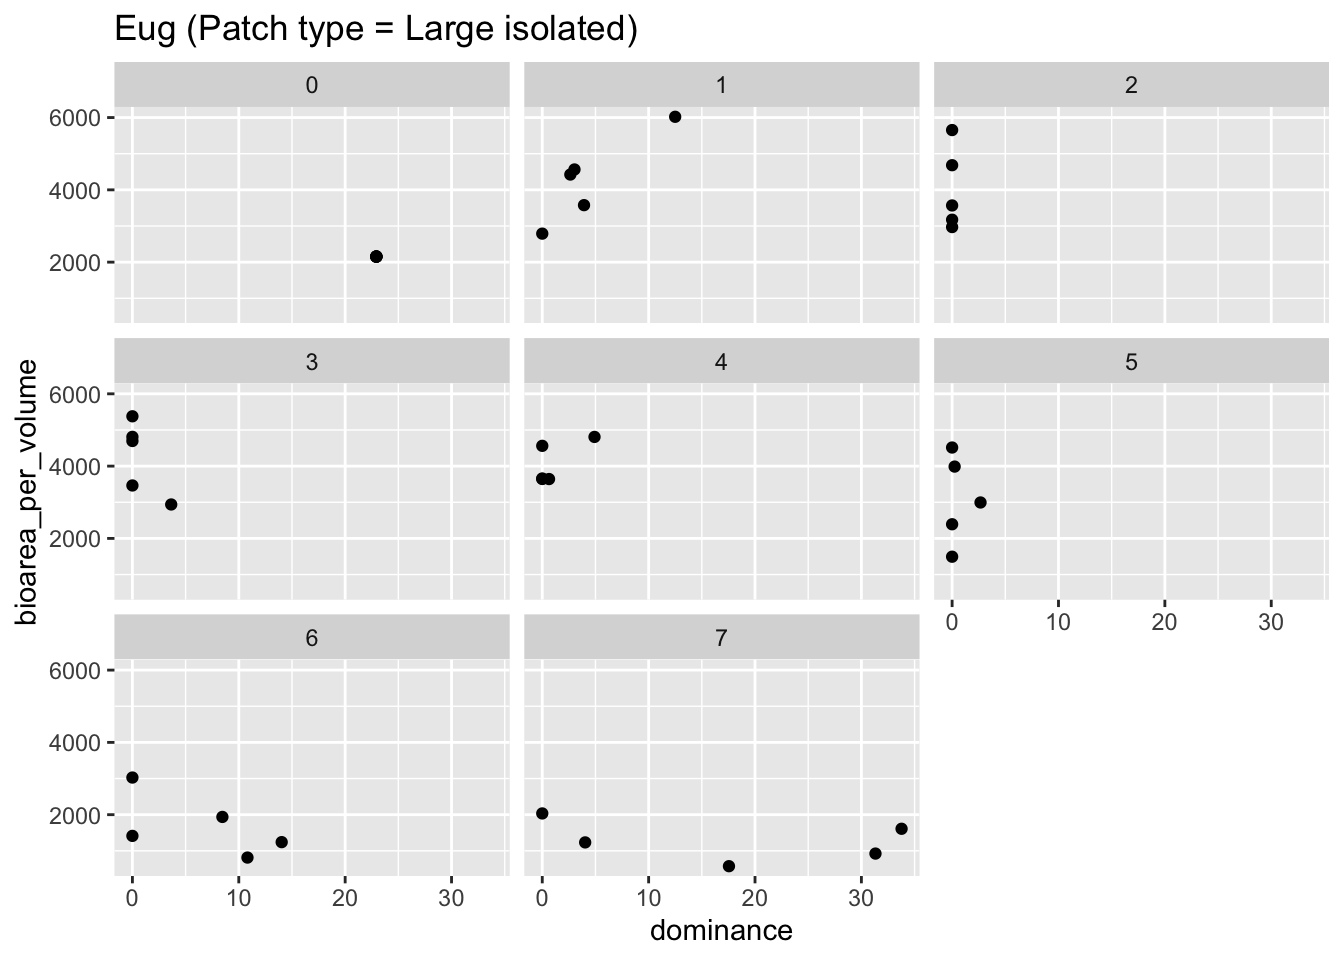 Eug (Patch type = Large isolated)
0 1 2
6000
4000
2000
3 4 5
6000
4000
2000
0 10 20 30
6 7
6000
4000
2000
0 10 20 30 0 10 20 30
dominance
bioarea_per_volume